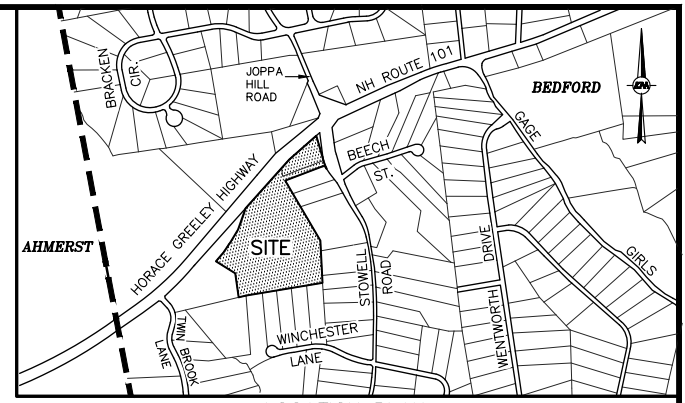 BRACKEN
CIR.
JOPPA
HILL
ROAD
NH ROUTE 101
BEDFORD
GAGE
GIRLS
BEECH
ST.
HORACE GREELEY HIGHWAY
AHMERST
SITE
STOWELL
ROAD
DRIVE
WENTWORTH
WINCHESTER
LANE
TWIN BROOK
LANE